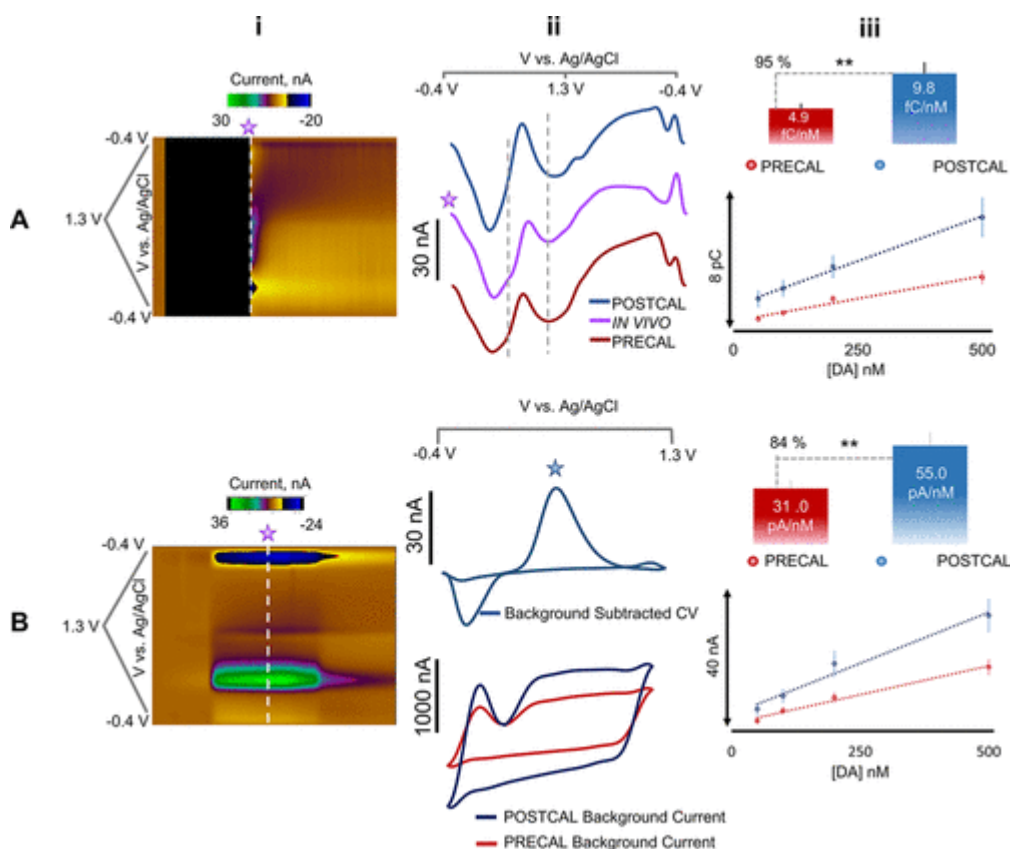 i
ii
iii
A
Current, nA
30
-20
-0.4 V
1.3 V
-0.4 V
V vs. Ag/AgCl
V vs. Ag/AgCl
-0.4 V
1.3 V
-0.4 V
30 nA
POSTCAL
IN VIVO
PRECAL
95 %
**
4.9
fC/nM
9.8
fC/nM
PRECAL
POSTCAL
8 pC
0
250
500
[DA] nM
B
Current, nA
36
-24
-0.4 V
1.3 V
-0.4 V
V vs. Ag/AgCl
V vs. Ag/AgCl
-0.4 V
1.3 V
30 nA
Background Subtracted CV
1000 nA
POSTCAL Background Current
PRECAL Background Current
84 %
**
31 .0
pA/nM
55.0
pA/nM
PRECAL
POSTCAL
40 nA
0
250
500
[DA] nM